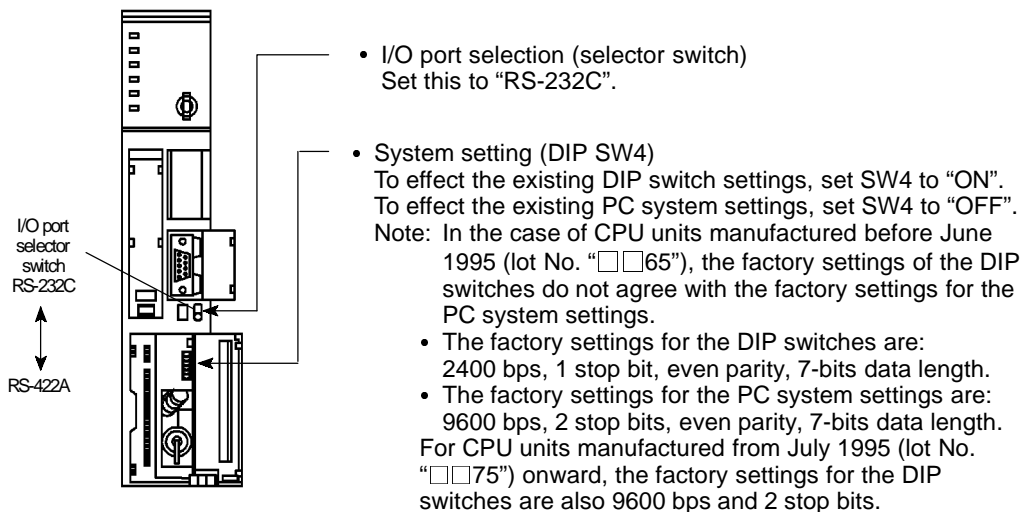 • I/O port selection (selector switch)
Set this to “RS-232C”.
• System setting (DIP SW4)
To effect the existing DIP switch settings, set SW4 to “ON”.
To effect the existing PC system settings, set SW4 to “OFF”.
Note: In the case of CPU units manufactured before June
1995 (lot No. “□□65”), the factory settings of the DIP
switches do not agree with the factory settings for the
PC system settings.
• The factory settings for the DIP switches are:
2400 bps, 1 stop bit, even parity, 7-bits data length.
• The factory settings for the PC system settings are:
9600 bps, 2 stop bits, even parity, 7-bits data length.
For CPU units manufactured from July 1995 (lot No.
“□□75”) onward, the factory settings for the DIP
switches are also 9600 bps and 2 stop bits.
I/O port
selector
switch
RS-232C
RS-422A